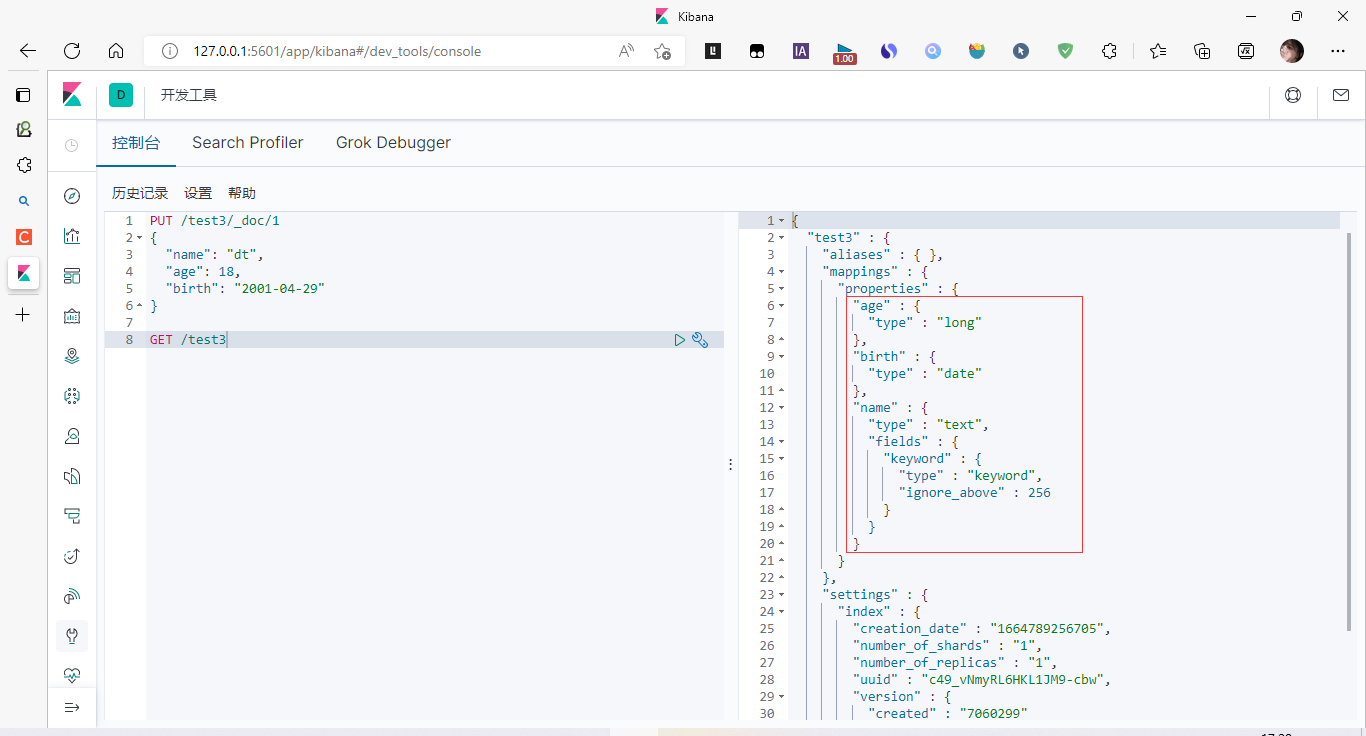 Kibana
127.0.0.1:5601/app/kibana#/dev_tools/console
1.00
D
开发工具
控制台 Search Profiler Grok Debugger
历史记录 设置 帮助
1 PUT /test3/_doc/1
2 {
3 "name": "dt",
4 "age": 18,
5 "birth": "2001-04-29"
6 }
7
8 GET /test3
1 {
2 "test3" : {
3 "aliases" : { },
4 "mappings" : {
5 "properties" : {
6 "age" : {
7 "type" : "long"
8 },
9 "birth" : {
10 "type" : "date"
11 },
12 "name" : {
13 "type" : "text",
14 "fields" : {
15 "keyword" : {
16 "type" : "keyword",
17 "ignore_above" : 256
18 }
19 }
20 }
21 }
22 },
23 "settings" : {
24 "index" : {
25 "creation_date" : "1664789256705",
26 "number_of_shards" : "1",
27 "number_of_replicas" : "1",
28 "uuid" : "c49_vNmyRL6HKL1JM9-cbw",
29 "version" : {
30 "created" : "7060299"